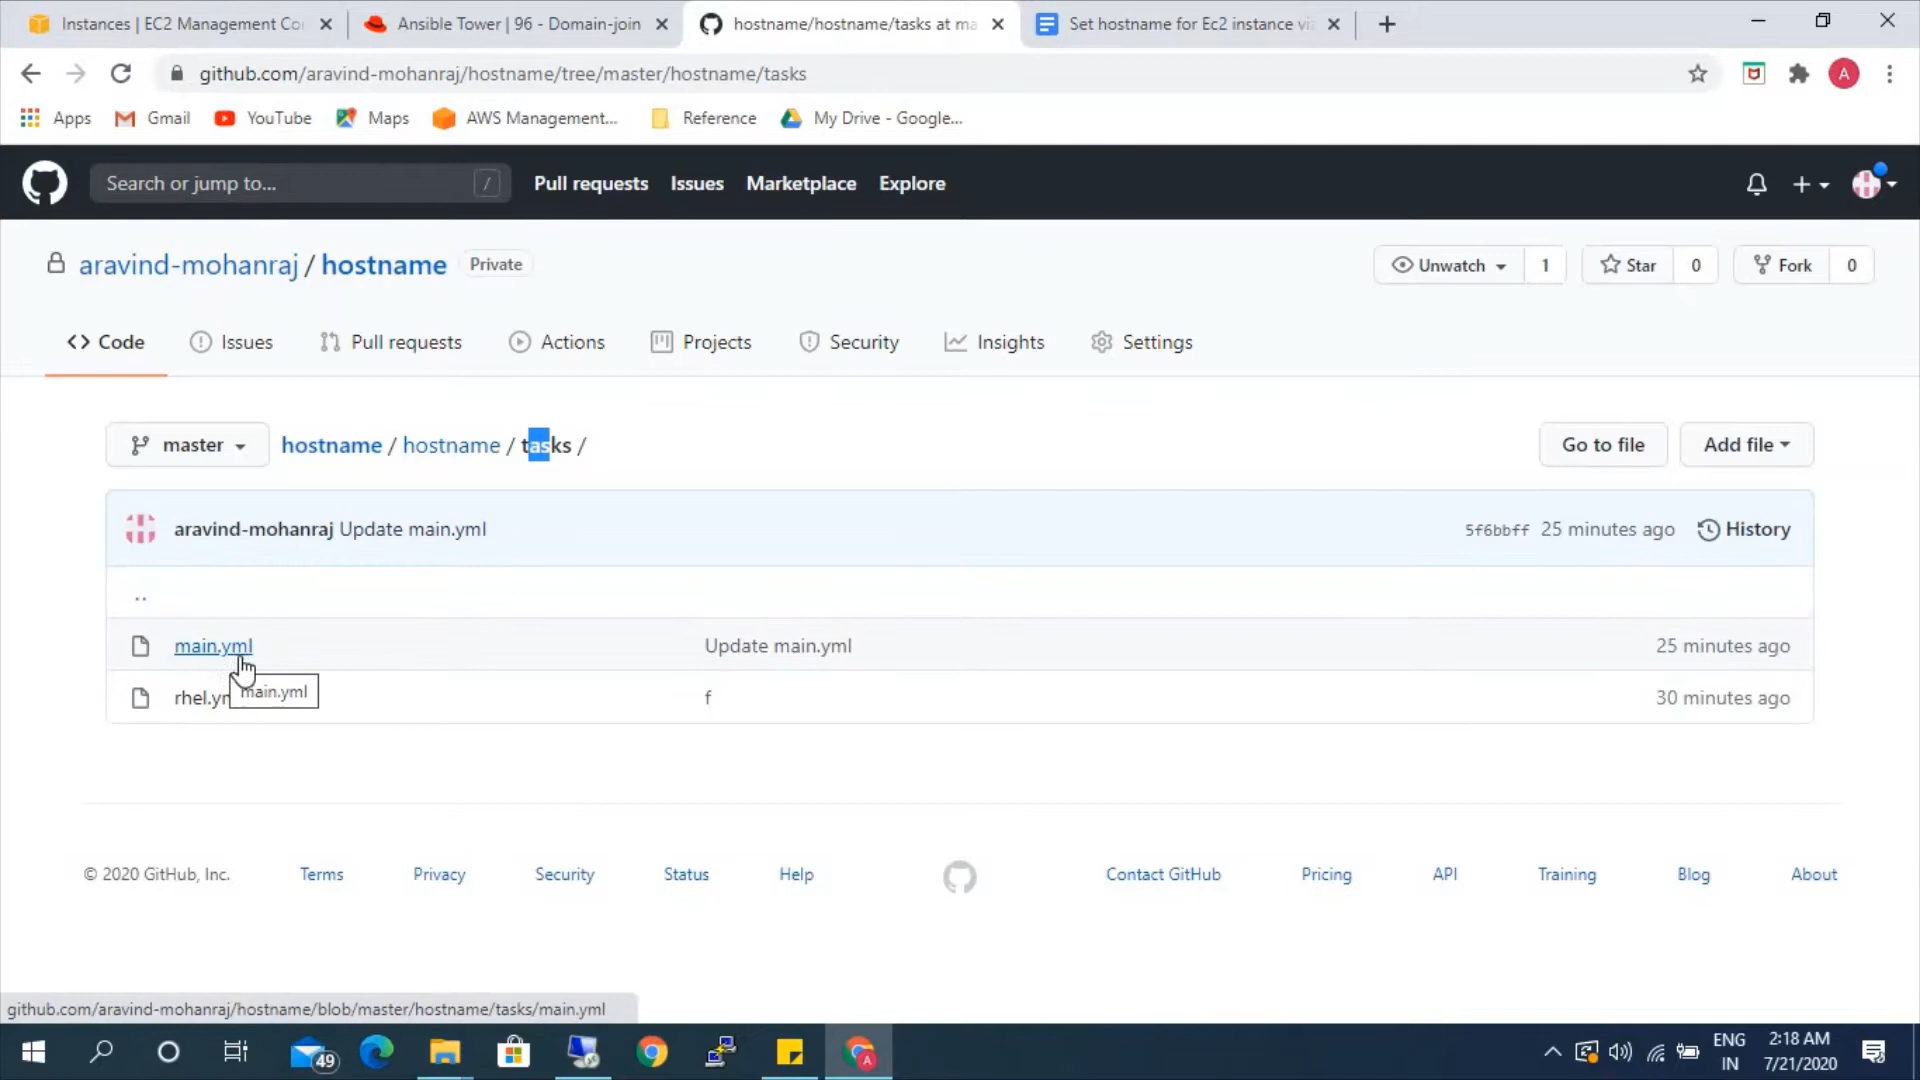 Instances | EC2 Management Co
Ansible Tower | 96 - Domain-join
hostname/hostname/tasks at ma
Set hostname for Ec2 instance via
github.com/aravind-mohanraj/hostname/tree/master/hostname/tasks
A
Apps
Gmail
YouTube
Maps
AWS Management...
Reference
My Drive - Google...
Search or jump to...
/
Pull requests
Issues
Marketplace
Explore
aravind-mohanraj / hostname
Private
Unwatch
1
Star
0
Fork
0
Code
Issues
Pull requests
Actions
Projects
Security
Insights
Settings
master
hostname / hostname / tasks /
Go to file
Add file
aravind-mohanraj Update main.yml
5f6bbff 25 minutes ago
History
..
main.yml
Update main.yml
25 minutes ago
main.yml
f
30 minutes ago
© 2020 GitHub, Inc.
Terms
Privacy
Security
Status
Help
Contact GitHub
Pricing
API
Training
Blog
About
github.com/aravind-mohanraj/hostname/blob/master/hostname/tasks/main.yml
49
A
ENG
IN
2:18 AM
7/21/2020